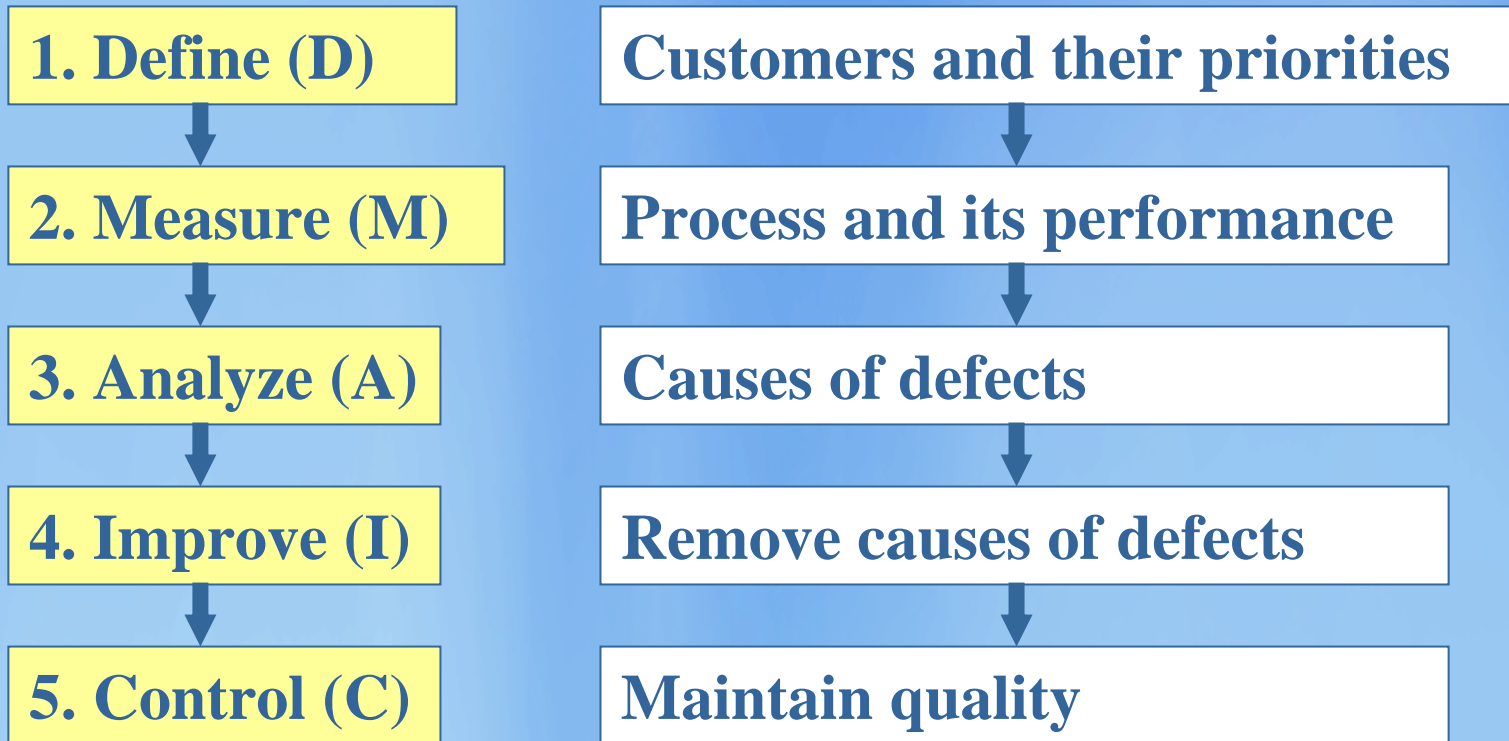 1. Define (D)
Customers and their priorities
2. Measure (M)
Process and its performance
3. Analyze (A)
Causes of defects
4. Improve (I)
Remove causes of defects
5. Control (C)
Maintain quality